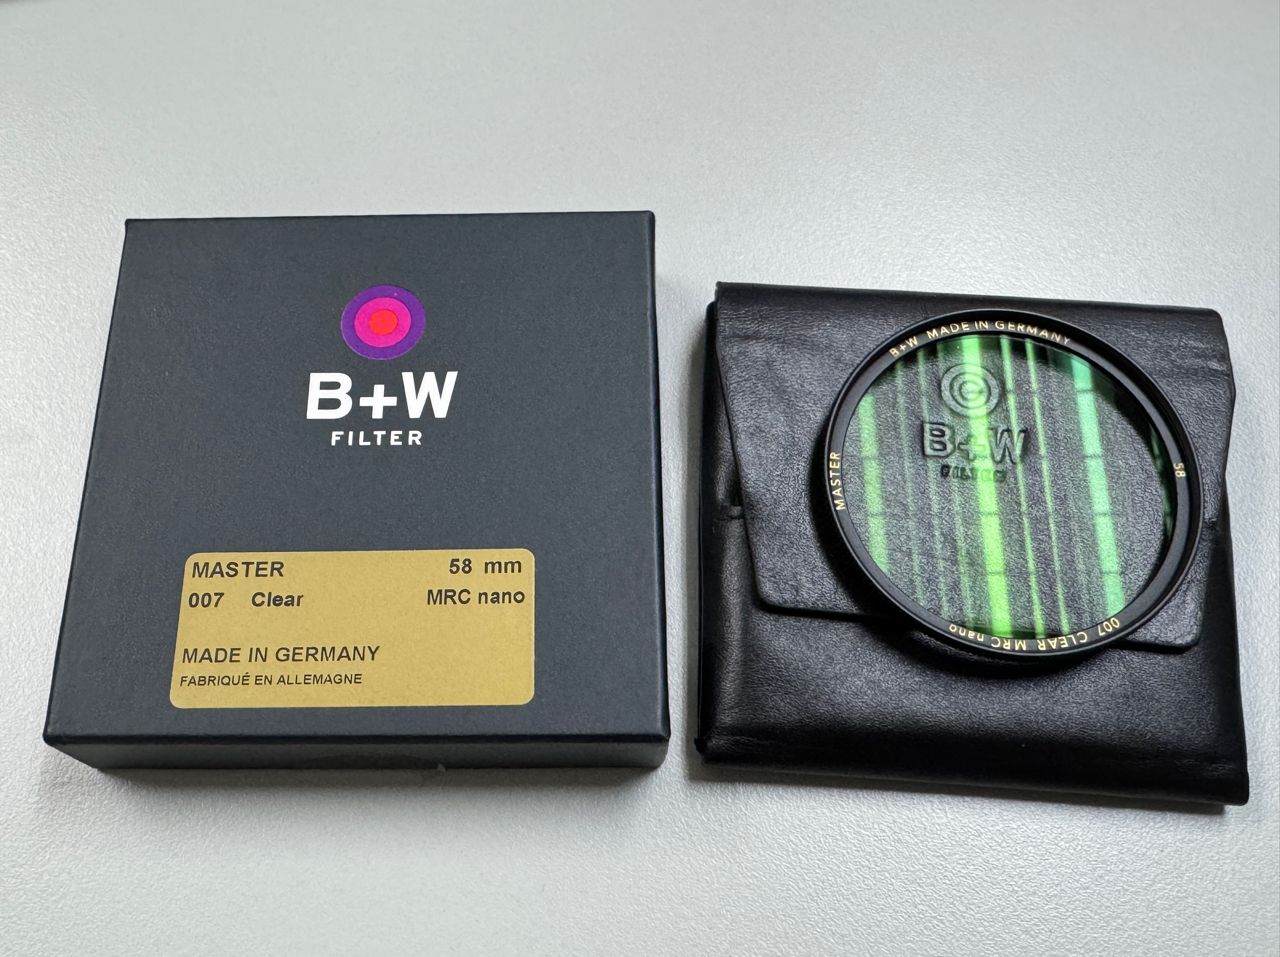 B+W
FILTER
MASTER 58 mm
007 Clear MRC nano
MADE IN GERMANY
FABRIQUÉ EN ALLEMAGNE
B+W MADE IN GERMANY
58
007 CLEAR MRC nano
MASTER
B+W
FILTER